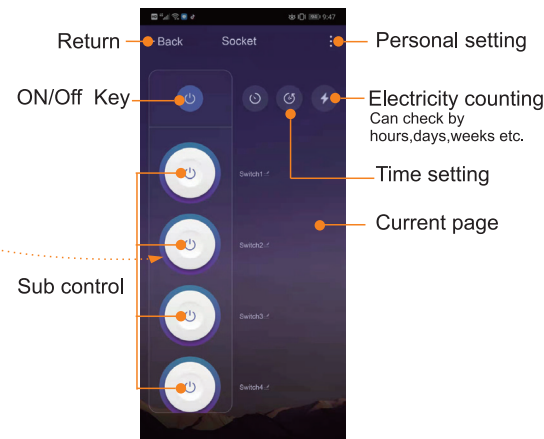 9:47
Return
Back
Socket
Personal setting
ON/Off Key
Electricity counting
Can check by
hours,days,weeks etc.
Time setting
Switch1
Current page
Switch2
Sub control
Switch3
Switch4